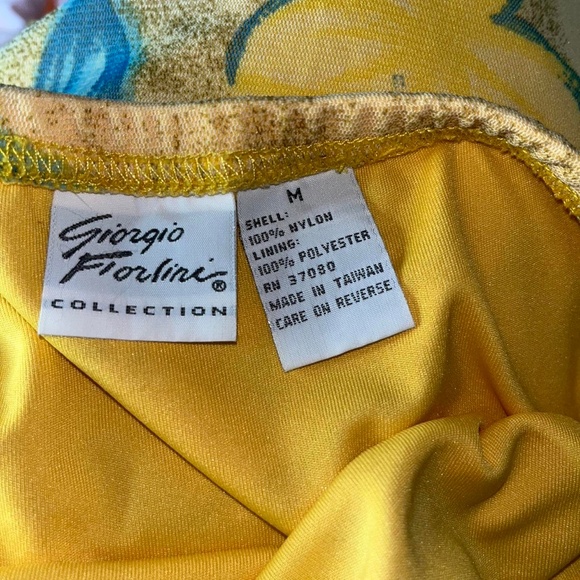 Giorgio
Fiorlini®
COLLECTION
M
SHELL:
100% NYLON
LINING:
100% POLYESTER
RN 37080
MADE IN TAIWAN
CARE ON REVERSE